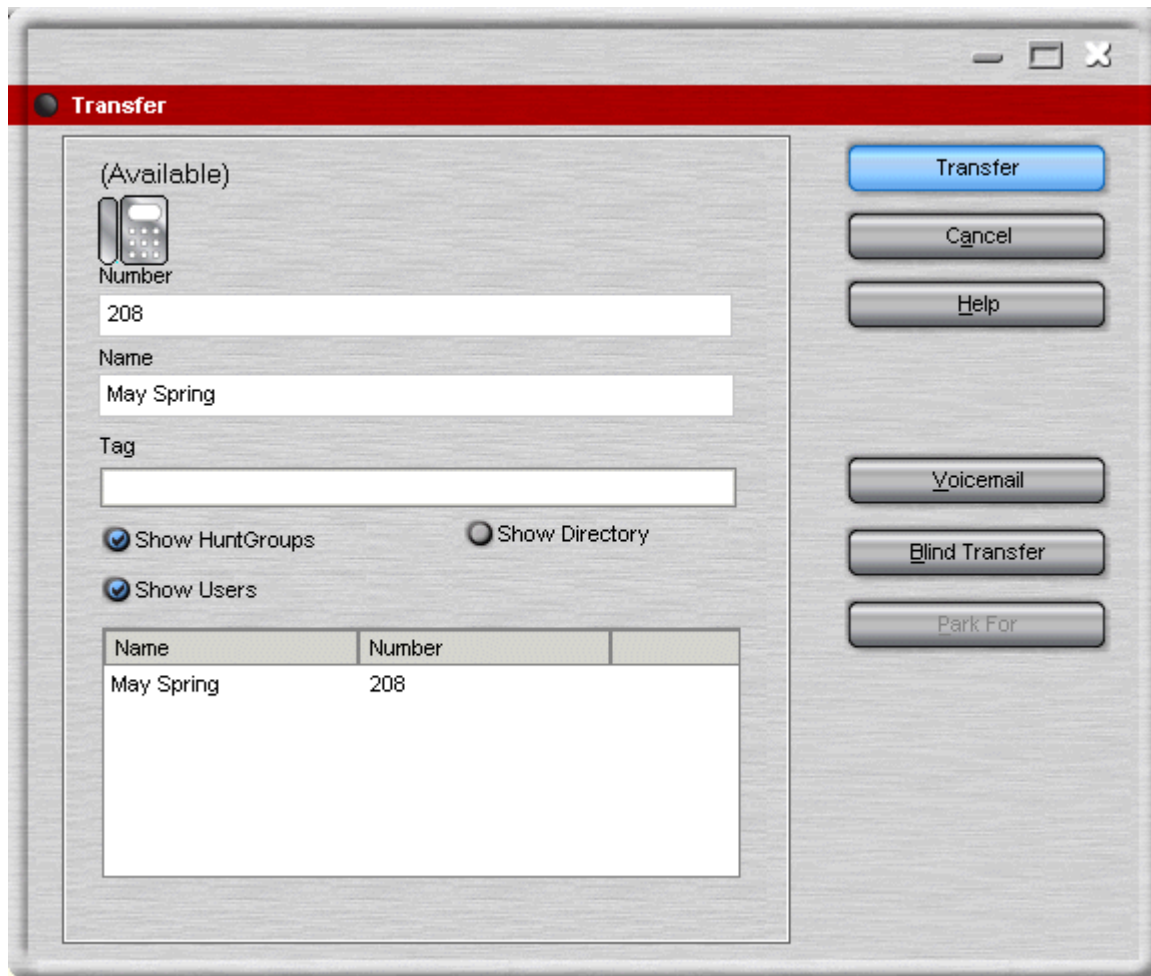 Transfer
(Available)
Number
208
Name
May Spring
Tag
Show HuntGroups
Show Directory
Show Users
Name Number
May Spring 208
Transfer
Cancel
Help
Voicemail
Blind Transfer
Park For